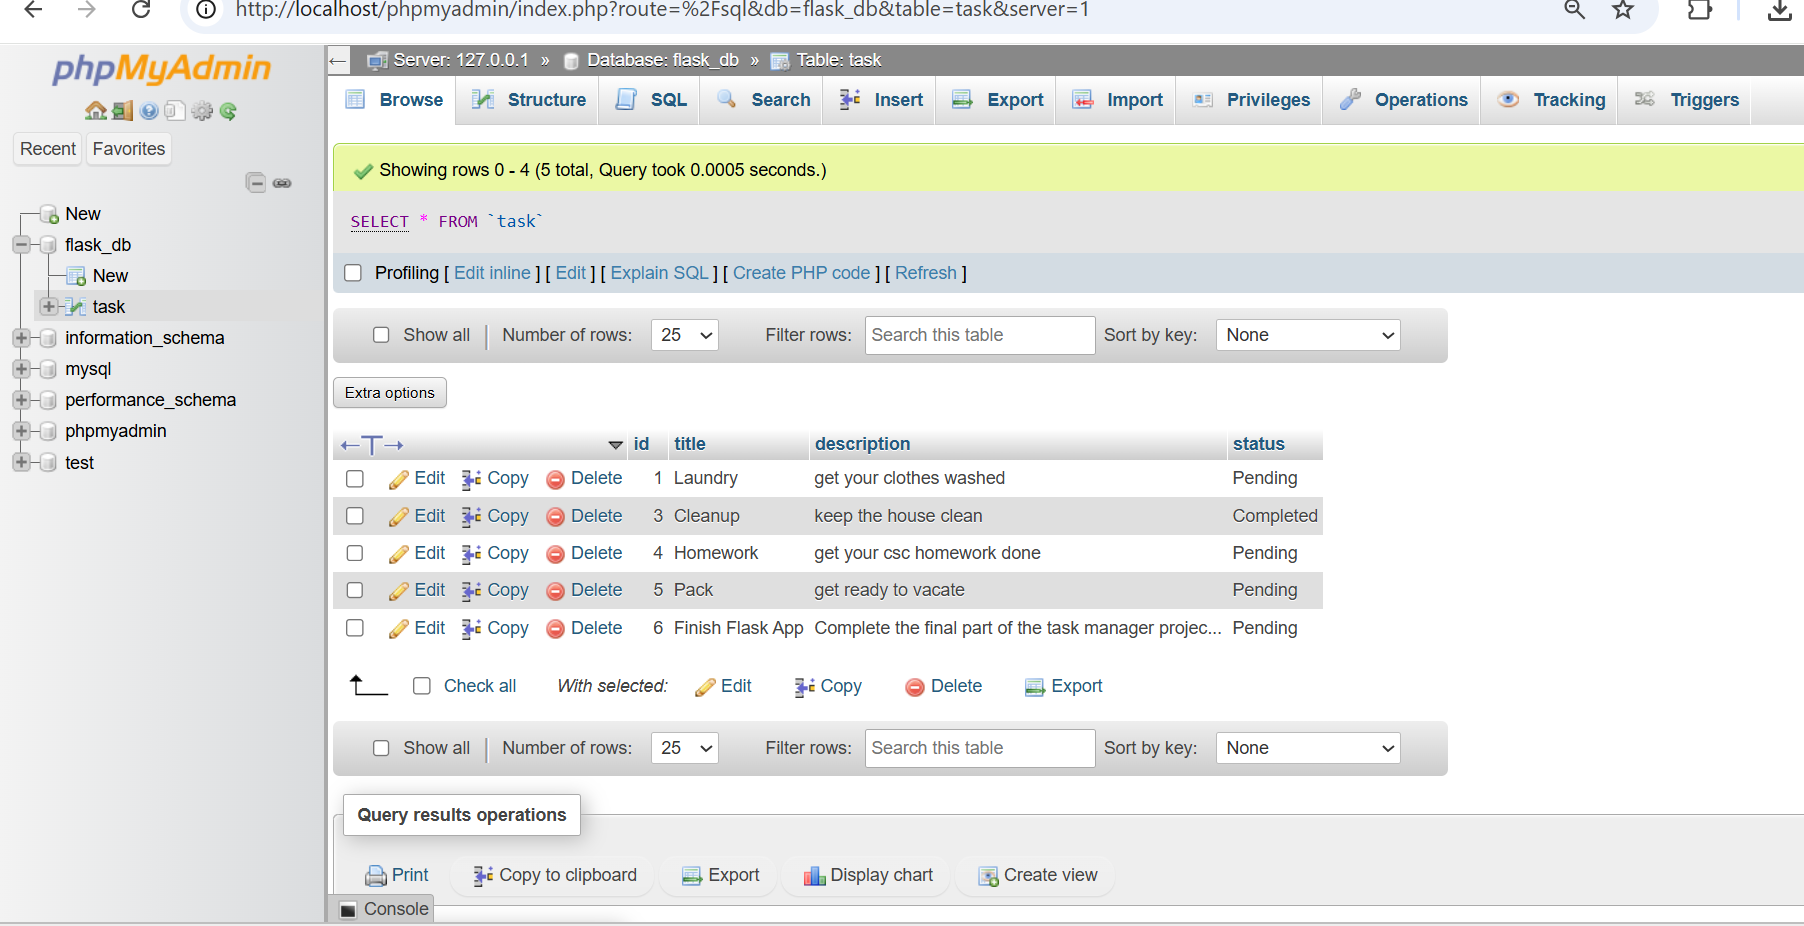 http://localhost/phpmyadmin/index.php?route=%2Fsql&db=flask_db&table=task&server=1
phpMyAdmin
Recent Favorites
New
flask_db
New
task
information_schema
mysql
performance_schema
phpmyadmin
test
Server: 127.0.0.1 » Database: flask_db » Table: task
Browse Structure SQL Search Insert Export Import Privileges Operations Tracking Triggers
Showing rows 0 - 4 (5 total, Query took 0.0005 seconds.)
SELECT * FROM `task`
Profiling [ Edit inline ] [ Edit ] [ Explain SQL ] [ Create PHP code ] [ Refresh ]
Show all Number of rows: 25 Filter rows: Search this table Sort by key: None
Extra options
id title description status
Edit Copy Delete 1 Laundry get your clothes washed Pending
Edit Copy Delete 3 Cleanup keep the house clean Completed
Edit Copy Delete 4 Homework get your csc homework done Pending
Edit Copy Delete 5 Pack get ready to vacate Pending
Edit Copy Delete 6 Finish Flask App Complete the final part of the task manager projec... Pending
Check all With selected: Edit Copy Delete Export
Show all Number of rows: 25 Filter rows: Search this table Sort by key: None
Query results operations
Print Copy to clipboard Export Display chart Create view
Console